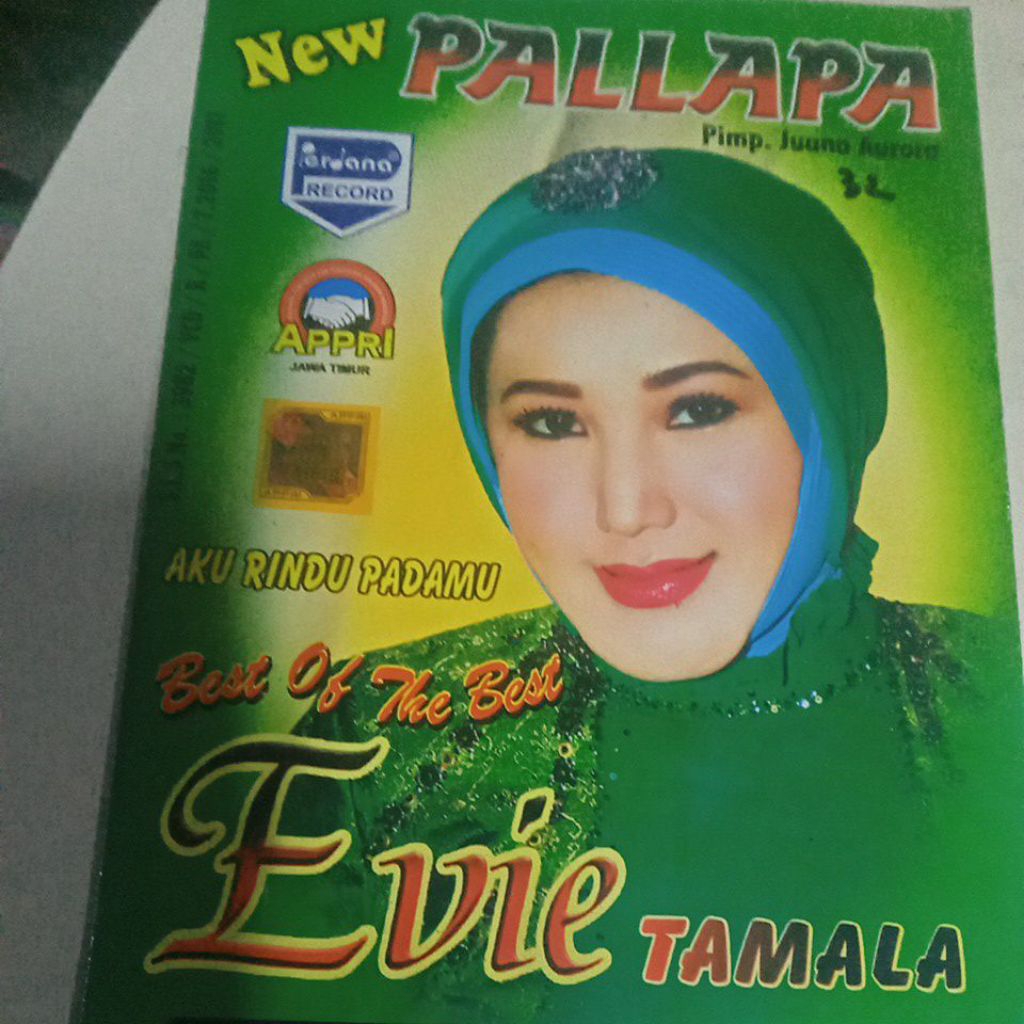 New PALLAPA
Pimp. Juuno Aurora
32
Perdana
RECORD
APPRI
JAWA TIMUR
AKU RINDU PADAMU
Best Of The Best
Evie TAMALA